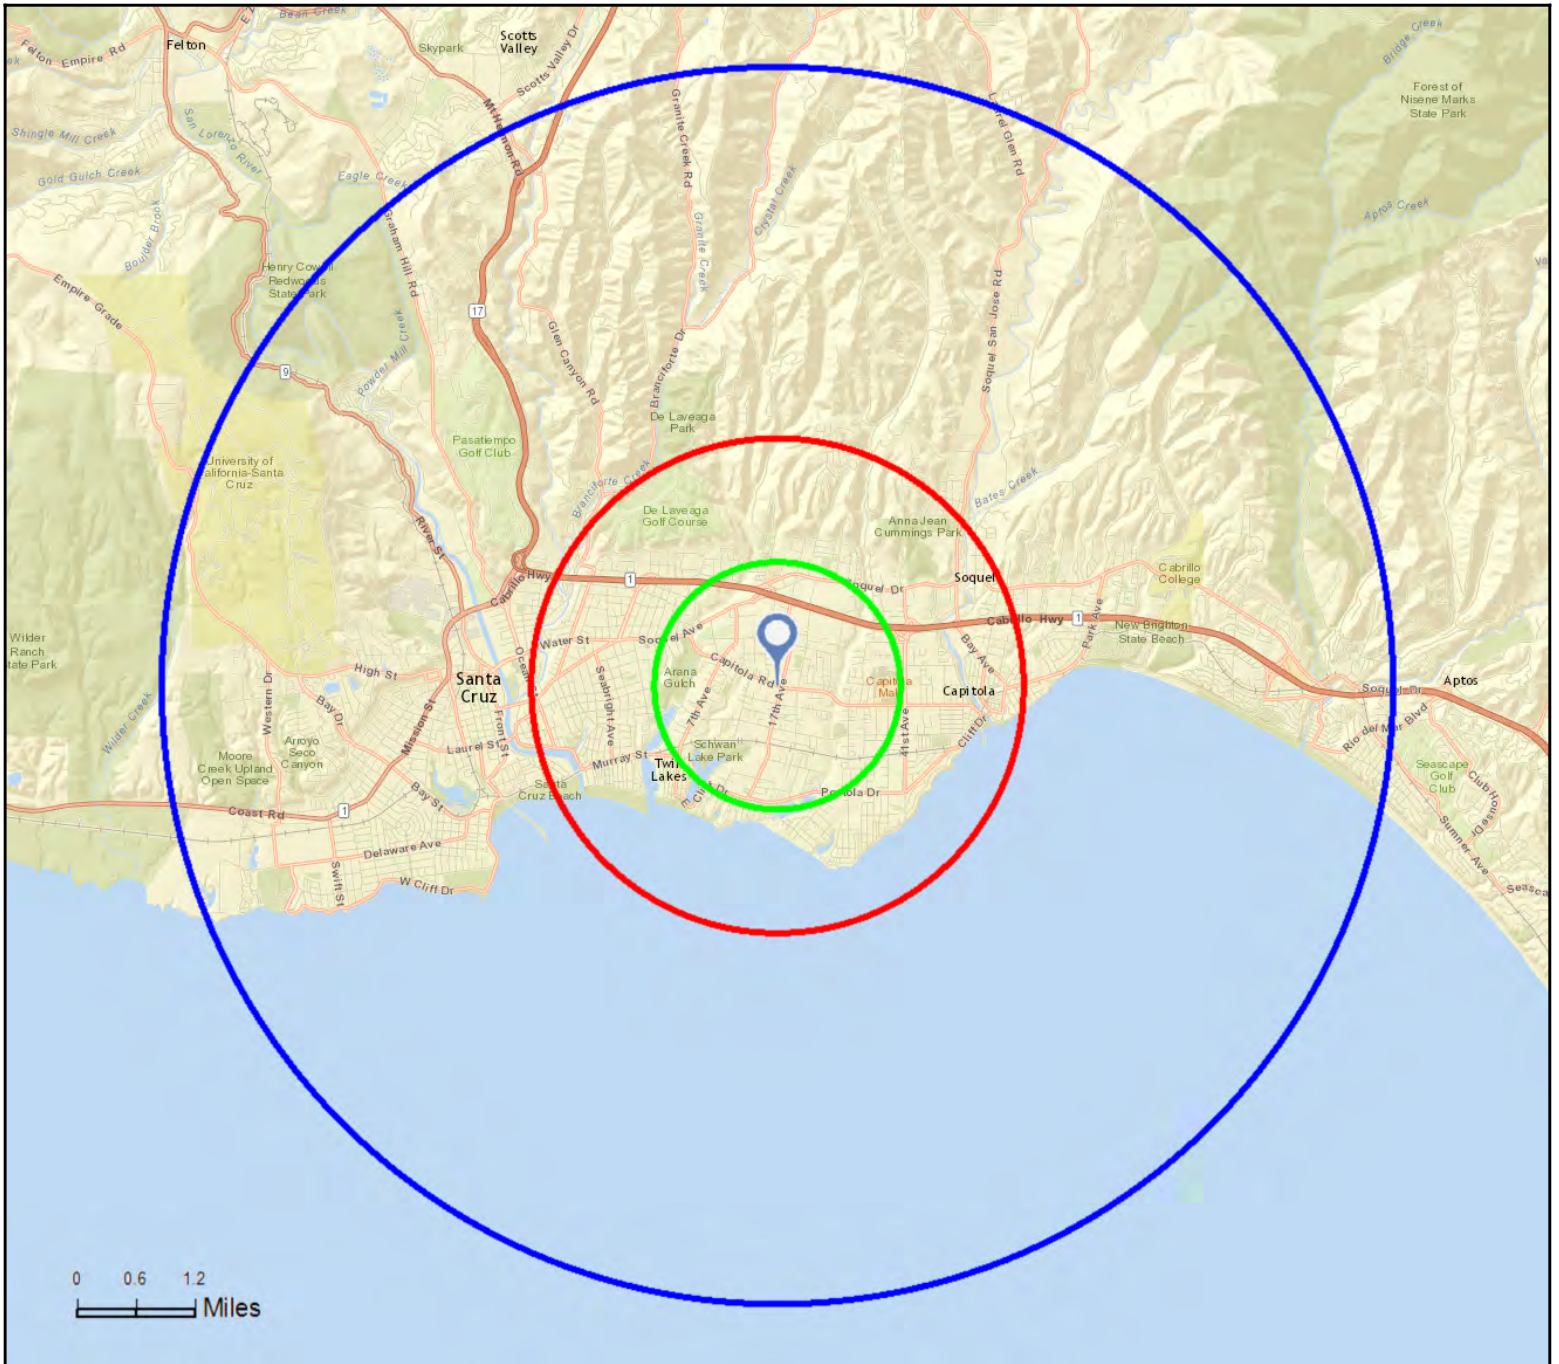 Bean Creek
Felton
Scotts
Valley
Skypark
Felton Empire Rd
Scotts Valley Dr
Bridge Creek
Forest of
Nisene Marks
State Park
Mt Hermon Rd
Granite Creek Rd
Laurel Glen Rd
San Lorenzo River
Shingle Mill Creek
Gold Gulch Creek
Eagle Creek
Crystal Creek
Aptos Creek
Boulder Brook
Graham Hill Rd
Granite Creek
Henry Cowell
Redwoods
State Park
Empire Grade
17
Soquel San Jose Rd
Powder Mill Creek
Glen Canyon Rd
Branciforte Dr
9
De Laveaga
Park
Pasatiempo
Golf Club
University of
California-Santa
Cruz
Branciforte Creek
Bates Creek
De Laveaga
Golf Course
Anna Jean
Cummings Park
River St
Cabrillo Hwy
1
Soquel Dr
Soquel
Cabrillo
College
Cabrillo Hwy
1
Park Ave
New Brighton
State Beach
Wilder
Ranch
State Park
Water St
Soquel Ave
Bay Ave
Ocean St
Seabright Ave
Arana
Gulch
Capitola Rd
Capitola
Mall
High St
Santa
Cruz
Capitola
Aptos
Soquel Dr
Western Dr
Bay Dr
Mission St
Front St
7th Ave
17th Ave
41st Ave
Cliff Dr
Rio del Mar Blvd
Wilder Creek
Moore
Creek Upland
Open Space
Arroyo
Seco
Canyon
Laurel St
Murray St
Schwan
Lake Park
Twin
Lakes
Seascape
Golf
Club
Club House Dr
Santa
Cruz Beach
E Cliff Dr
Portola Dr
Bay St
Coast Rd
1
Sumner Ave
Delaware Ave
Swift St
W Cliff Dr
Seasca
0 0.6 1.2
Miles